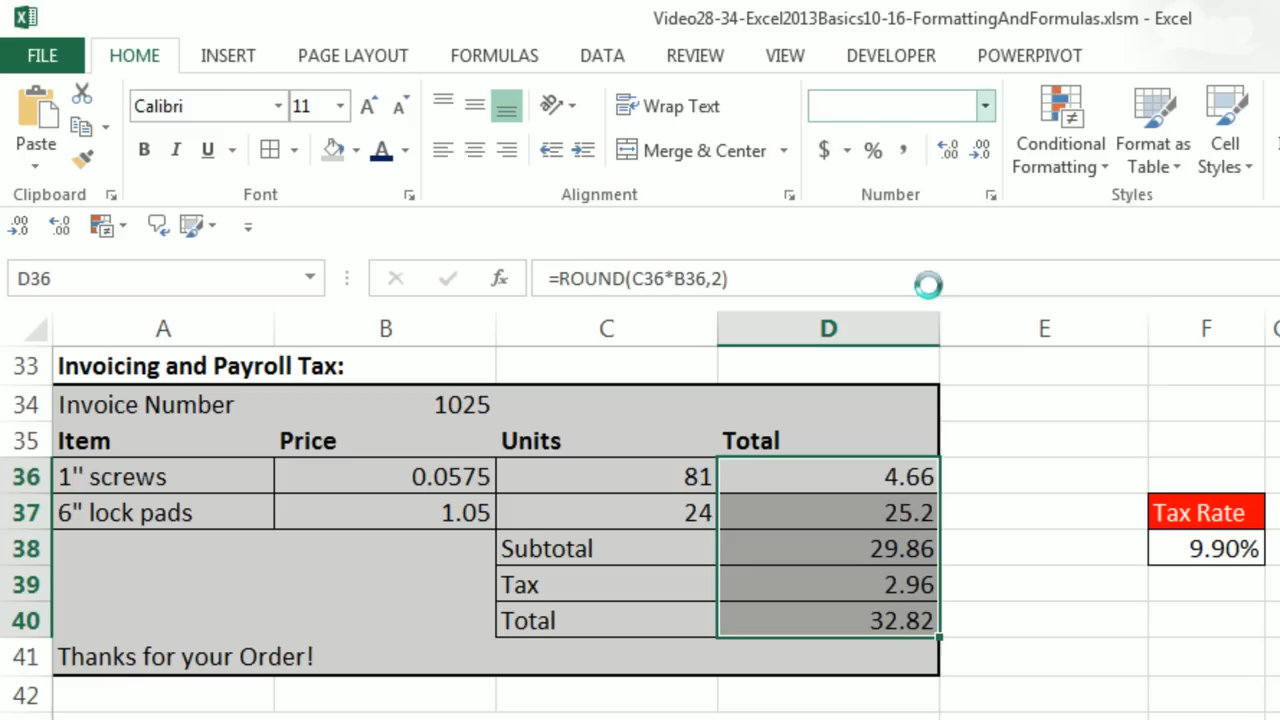 Video28-34-Excel2013Basics10-16-FormattingAndFormulas.xlsm - Excel
FILE HOME INSERT PAGE LAYOUT FORMULAS DATA REVIEW VIEW DEVELOPER POWERPIVOT
Calibri 11 Wrap Text
Paste B I U A Merge & Center $ % , Conditional Formatting Format as Table Cell Styles
Clipboard Font Alignment Number Styles
D36 fx =ROUND(C36*B36,2)
A B C D E F
33 Invoicing and Payroll Tax:
34 Invoice Number 1025
35 Item Price Units Total
36 1" screws 0.0575 81 4.66
37 6" lock pads 1.05 24 25.2 Tax Rate
38 Subtotal 29.86 9.90%
39 Tax 2.96
40 Total 32.82
41 Thanks for your Order!
42